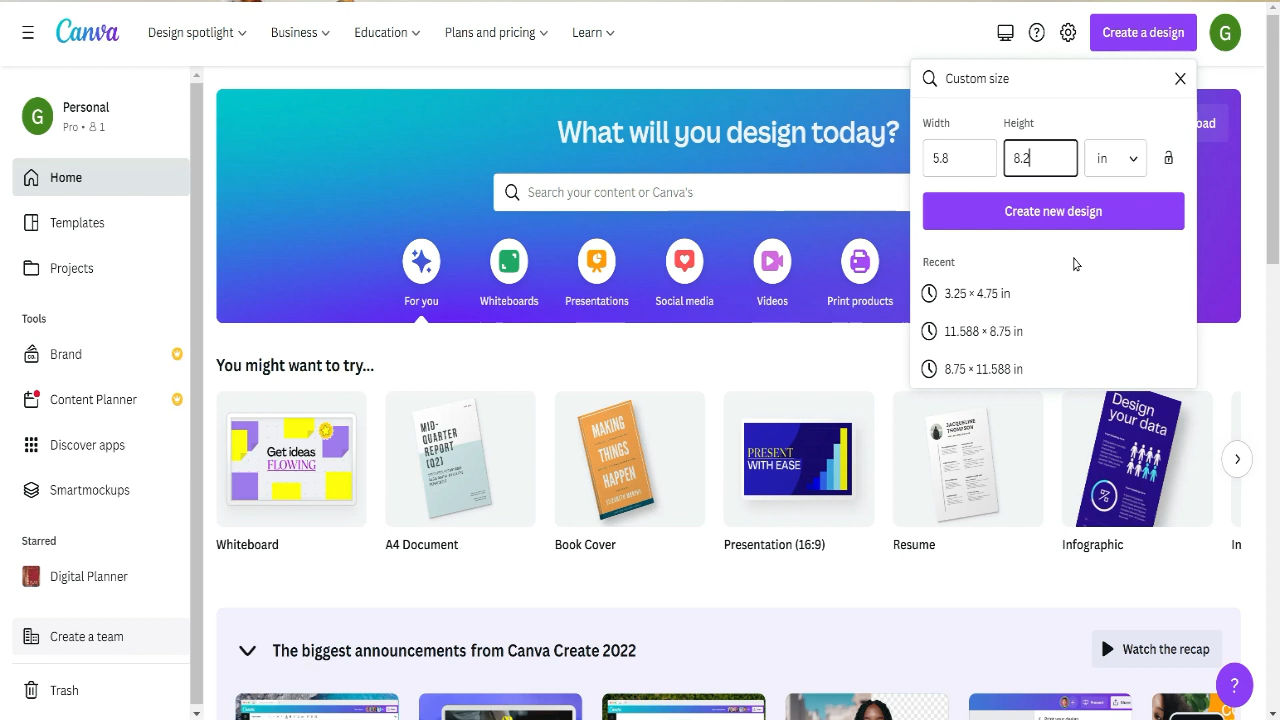 Canva
Design spotlight
Business
Education
Plans and pricing
Learn
Create a design
G
G
Personal
Pro • 1
Home
Templates
Projects
Tools
Brand
Content Planner
Discover apps
Smartmockups
Starred
Digital Planner
Create a team
Trash
What will you design today?
Search your content or Canva's
For you
Whiteboards
Presentations
Social media
Videos
Print products
Custom size
Width
Height
5.8
8.2
in
Create new design
Recent
3.25 × 4.75 in
11.588 × 8.75 in
8.75 × 11.588 in
You might want to try...
Get ideas
FLOWING
MID-
QUARTER
REPORT
(Q2)
MAKING
THINGS
HAPPEN
PRESENT
WITH EASE
JACQUELINE
THOMPSON
Design
your data
%
Whiteboard
A4 Document
Book Cover
Presentation (16:9)
Resume
Infographic
In
The biggest announcements from Canva Create 2022
Watch the recap
?